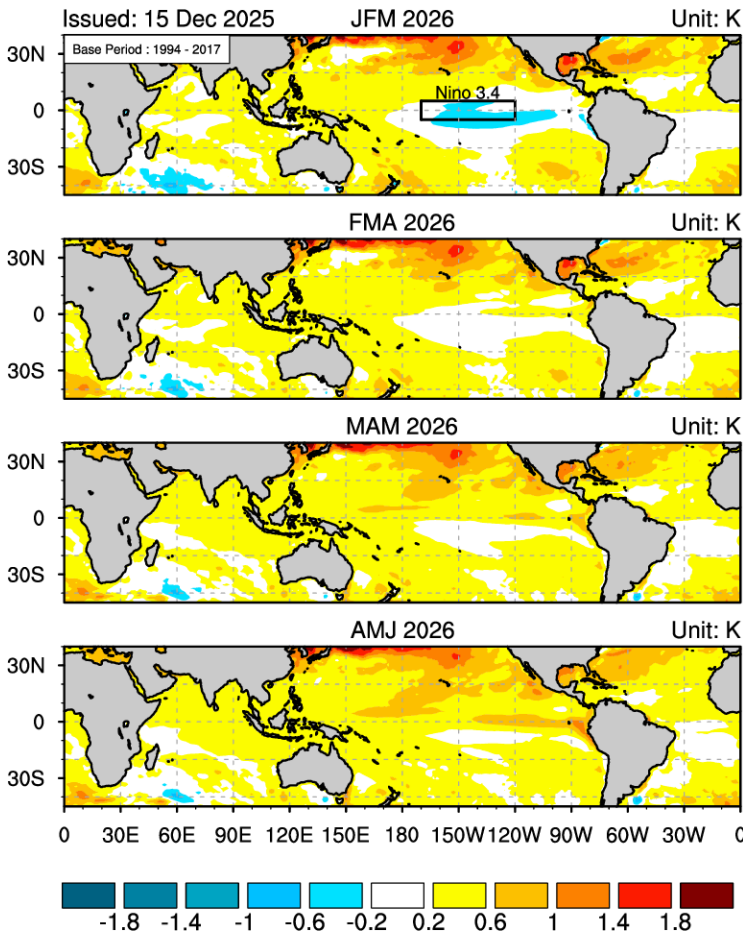 Issued: 15 Dec 2025 JFM 2026 Unit: K
Base Period : 1994 - 2017
30N
Nino 3.4
0
30S
FMA 2026 Unit: K
30N
0
30S
MAM 2026 Unit: K
30N
0
30S
AMJ 2026 Unit: K
30N
0
30S
0 30E 60E 90E 120E 150E 180 150W 120W 90W 60W 30W 0
-1.8 -1.4 -1 -0.6 -0.2 0.2 0.6 1 1.4 1.8